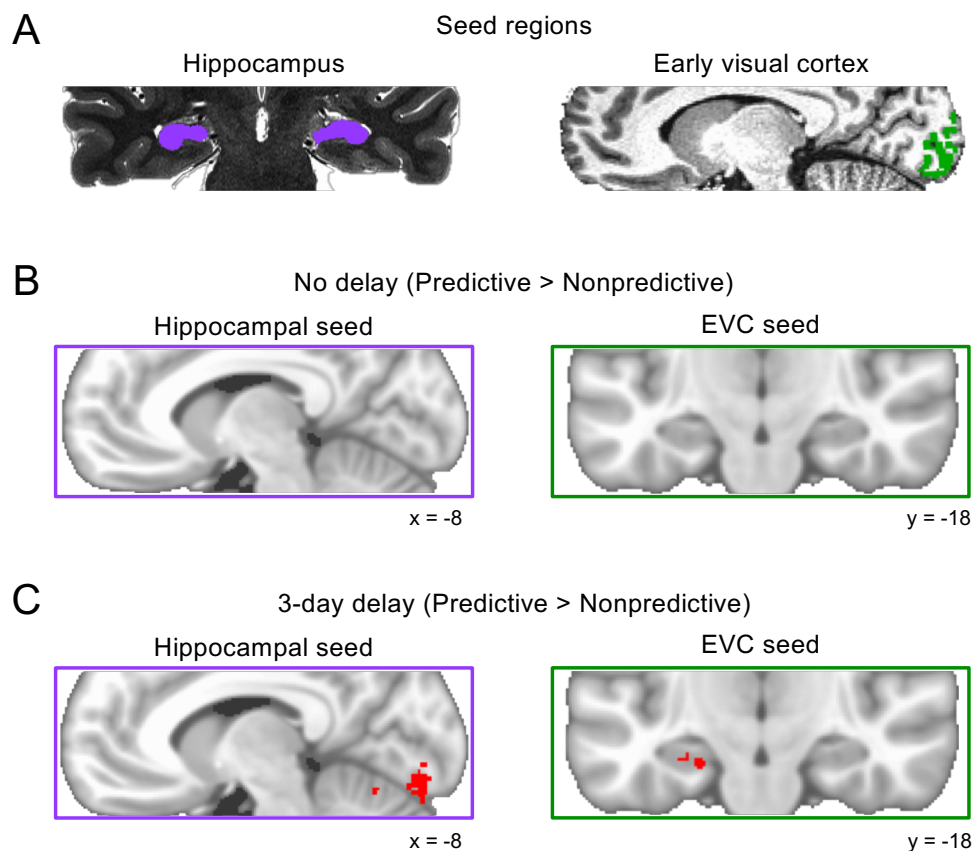 A
Seed regions
Hippocampus
Early visual cortex
B
No delay (Predictive > Nonpredictive)
Hippocampal seed
EVC seed
x = -8
y = -18
C
3-day delay (Predictive > Nonpredictive)
Hippocampal seed
EVC seed
x = -8
y = -18